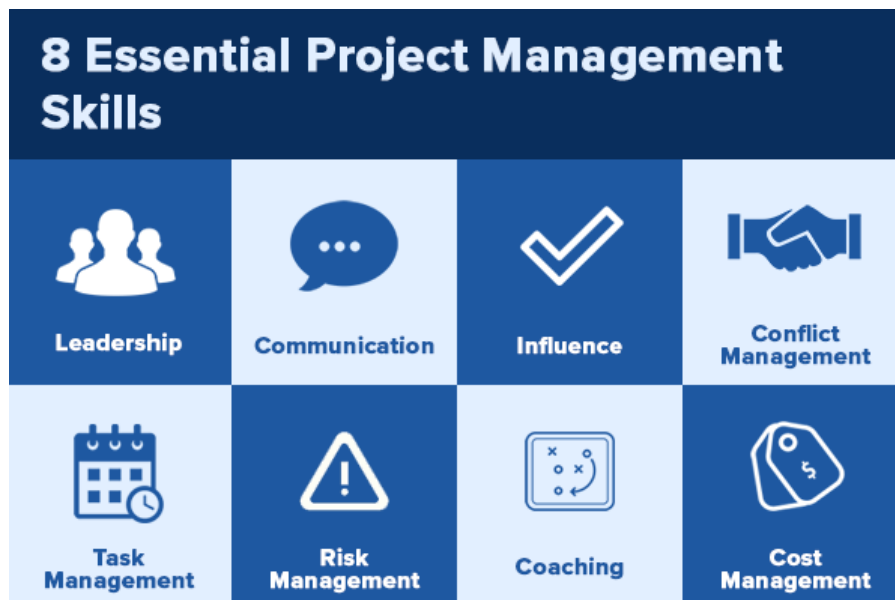 8 Essential Project Management
Skills
Leadership
Communication
Influence
Conflict
Management
Task
Management
Risk
Management
Coaching
Cost
Management